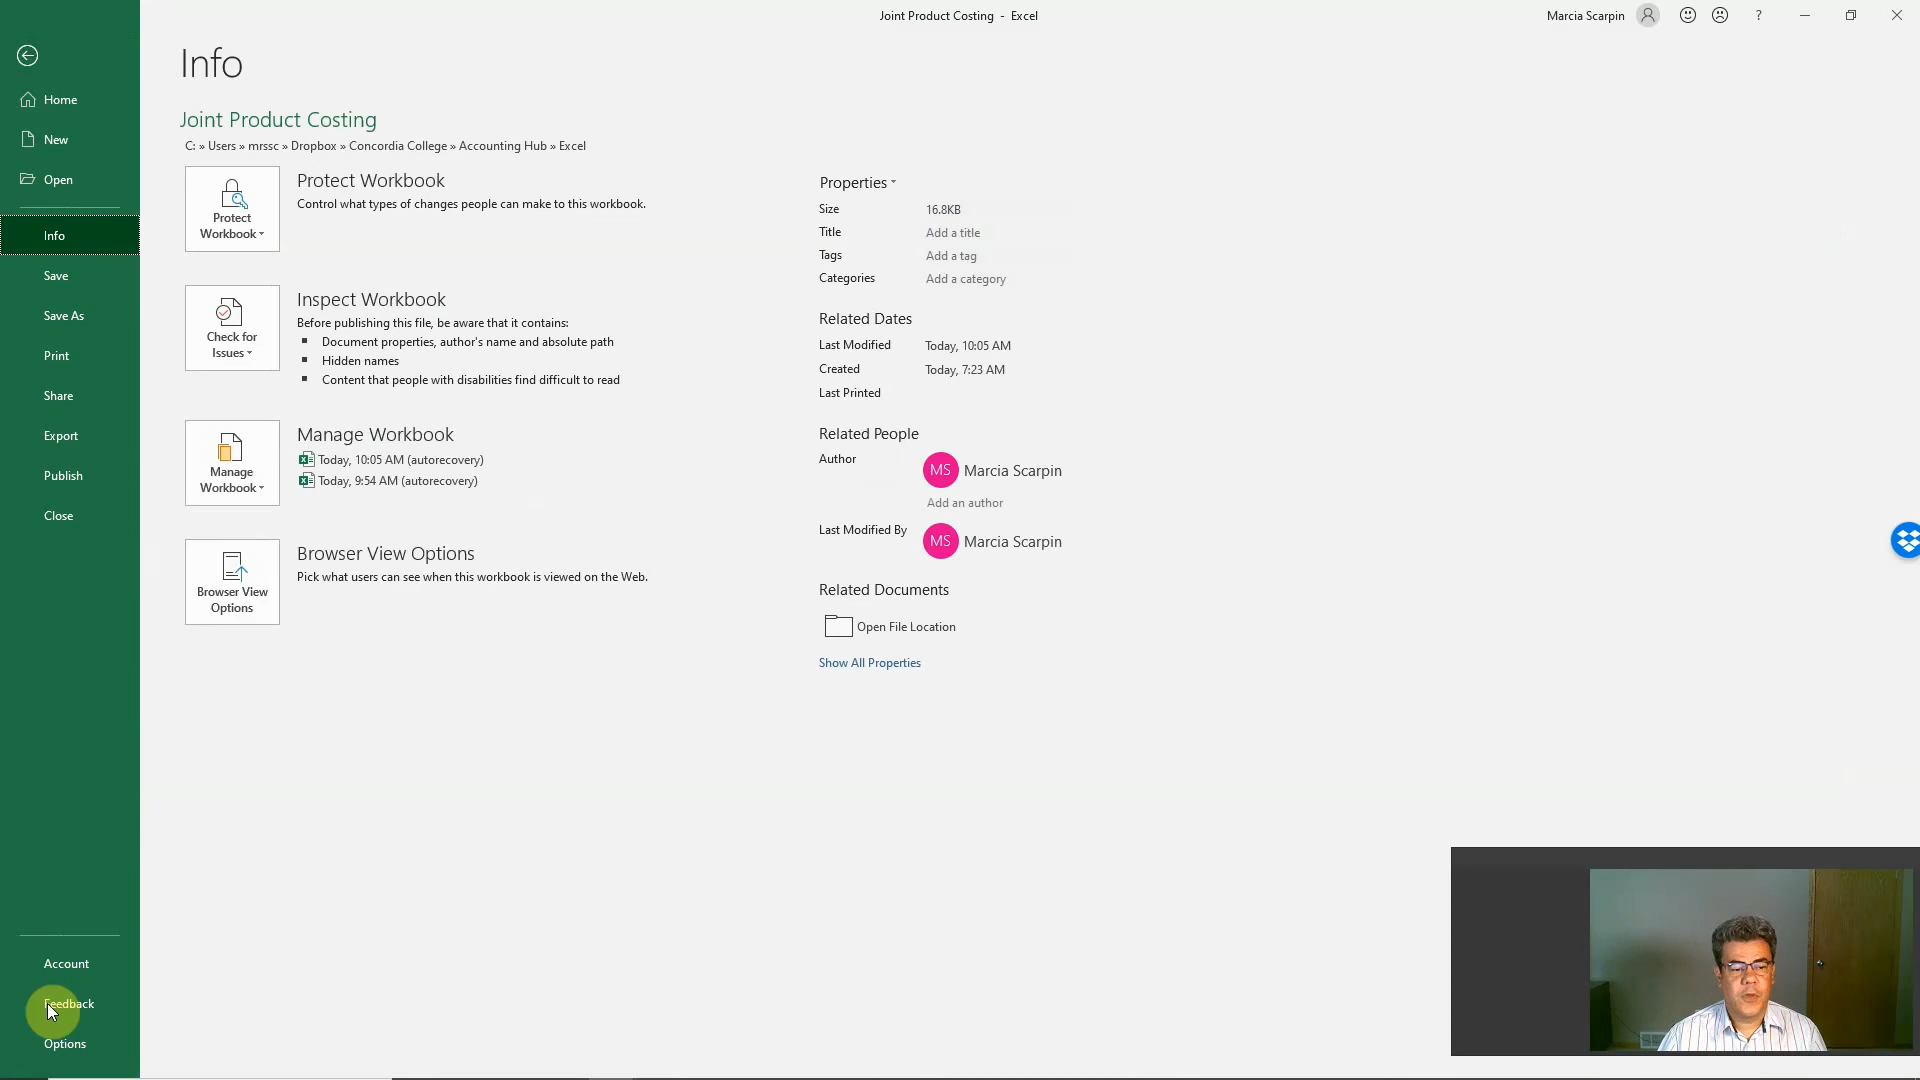 Joint Product Costing - Excel
Marcia Scarpin
?
Home
New
Open
Info
Save
Save As
Print
Share
Export
Publish
Close
Account
Feedback
Options
Info
Joint Product Costing
C: » Users » mrssc » Dropbox » Concordia College » Accounting Hub » Excel
Protect
Workbook
Protect Workbook
Control what types of changes people can make to this workbook.
Check for
Issues
Inspect Workbook
Before publishing this file, be aware that it contains:
Document properties, author's name and absolute path
Hidden names
Content that people with disabilities find difficult to read
Manage
Workbook
Manage Workbook
Today, 10:05 AM (autorecovery)
Today, 9:54 AM (autorecovery)
Browser View
Options
Browser View Options
Pick what users can see when this workbook is viewed on the Web.
Properties
Size 16.8KB
Title Add a title
Tags Add a tag
Categories Add a category
Related Dates
Last Modified Today, 10:05 AM
Created Today, 7:23 AM
Last Printed
Related People
Author MS Marcia Scarpin
Add an author
Last Modified By MS Marcia Scarpin
Related Documents
Open File Location
Show All Properties